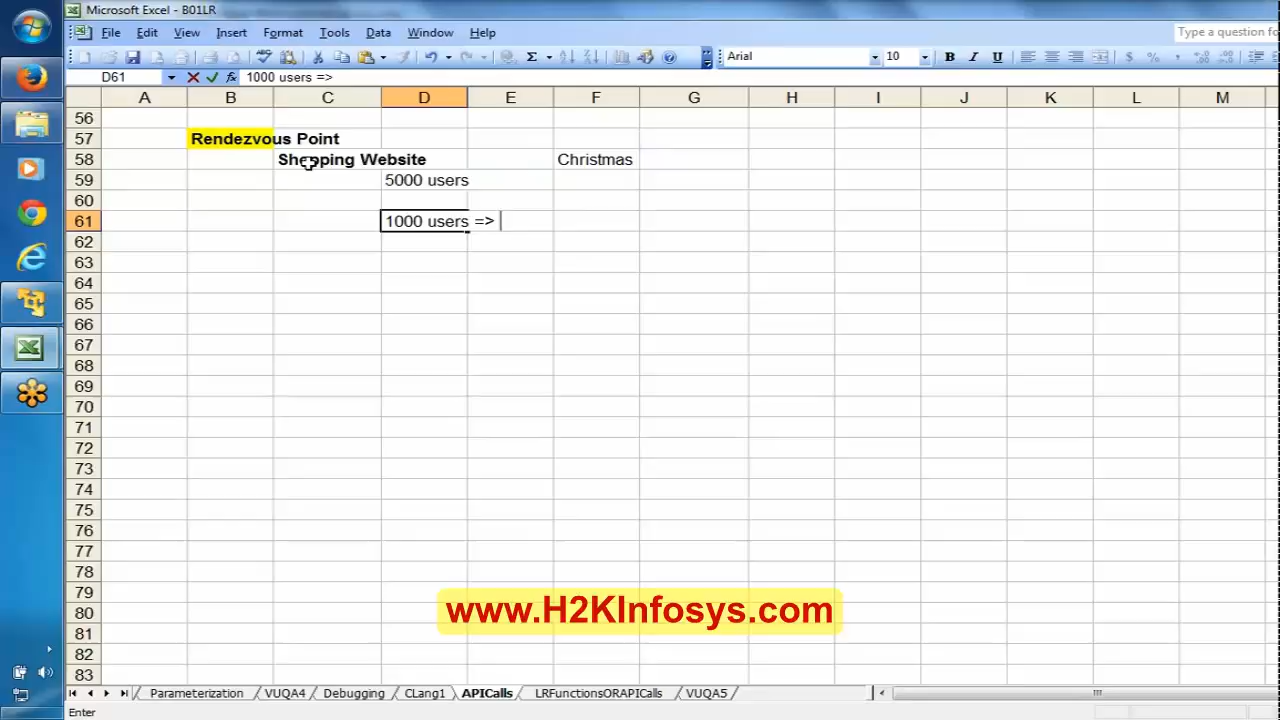 Microsoft Excel - B01LR
File Edit View Insert Format Tools Data Window Help
Type a question fo
Arial 10 B I U $ %
D61 fx 1000 users =>
A B C D E F G H I J K L M
56
57 Rendezvous Point
58 Shopping Website Christmas
59 5000 users
60
61 1000 users =>
62
63
64
65
66
67
68
69
70
71
72
73
74
75
76
77
78
79
80
81
82
83
www.H2KInfosys.com
Parameterization VUQA4 Debugging CLang1 APICalls LRFunctionsORAPICalls VUQA5
Enter